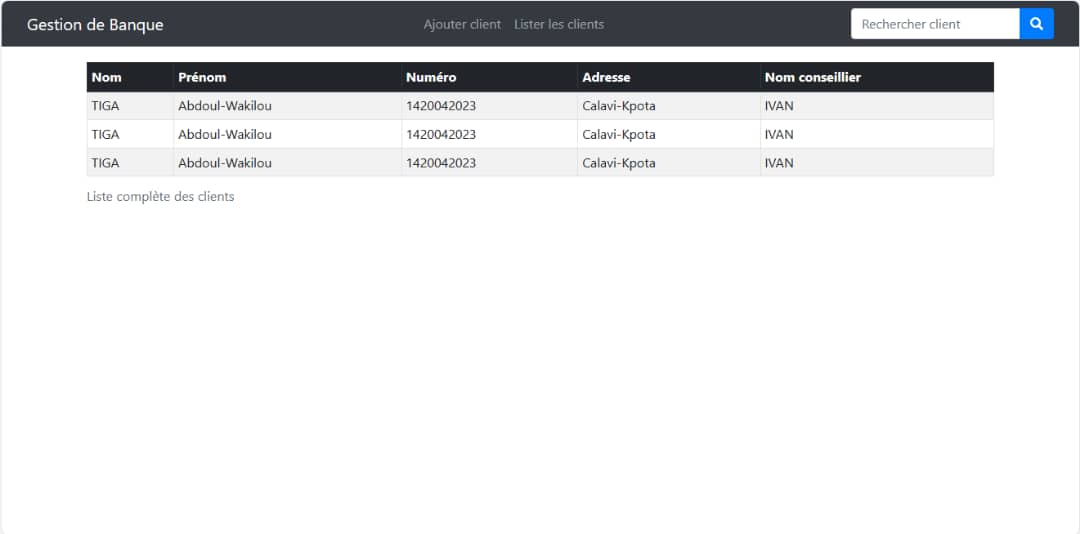 Gestion de Banque Ajouter client Lister les clients Rechercher client
Nom Prénom Numéro Adresse Nom conseillier
TIGA Abdoul-Wakilou 1420042023 Calavi-Kpota IVAN
TIGA Abdoul-Wakilou 1420042023 Calavi-Kpota IVAN
TIGA Abdoul-Wakilou 1420042023 Calavi-Kpota IVAN
Liste complète des clients